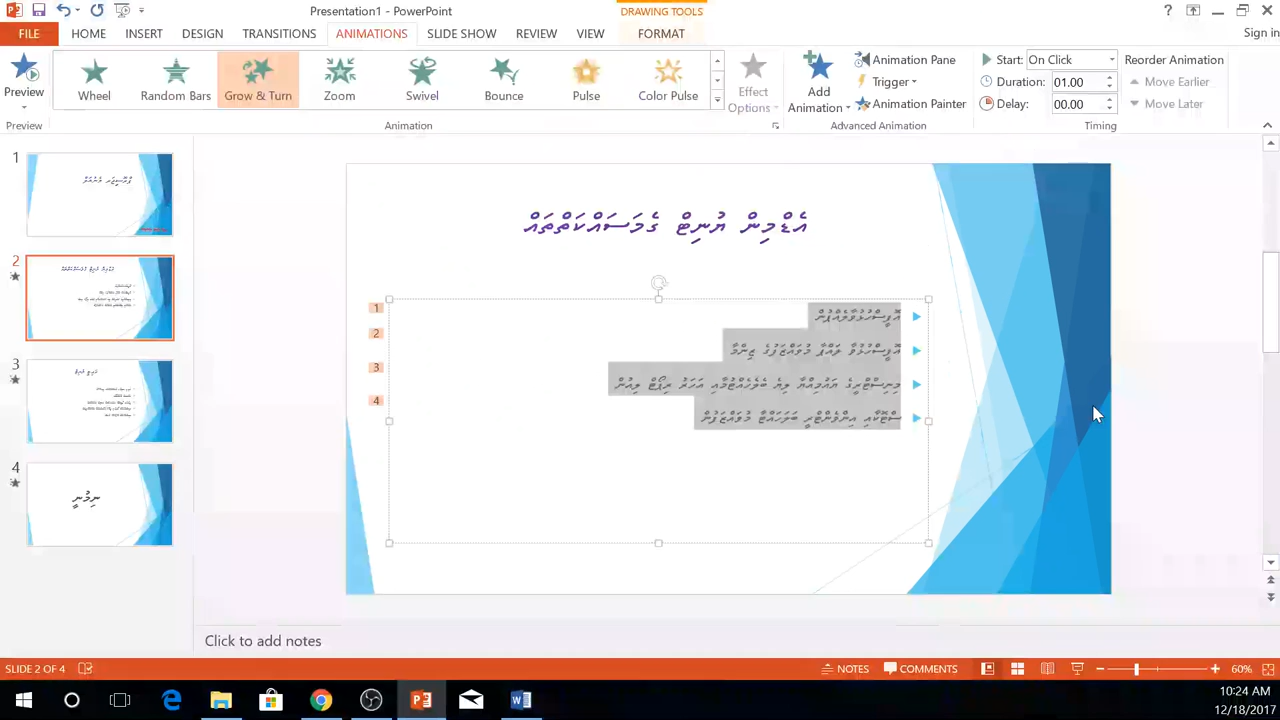 Presentation1 - PowerPoint
DRAWING TOOLS
Sign in
FILE HOME INSERT DESIGN TRANSITIONS ANIMATIONS SLIDE SHOW REVIEW VIEW FORMAT
Preview
Wheel Random Bars Grow & Turn Zoom Swivel Bounce Pulse Color Pulse
Effect Options
Add Animation
Animation Pane
Trigger
Animation Painter
Start: On Click
Duration: 01.00
Delay: 00.00
Reorder Animation
Move Earlier
Move Later
Preview Animation Advanced Animation Timing
1
2
3
4
ނިމުނީ
އެޑްމިން ޔުނިޓް ގެމަސައްކަތްތައް
1
2
3
4
އޮފީސްހުޅުވާލެއްޕުން
އޮފީސްހުޅުވާ ލައްޕާ މުވައްޒަފުގެ ޒިންމާ
މިނިސްޓްރީގެ ޔައުމިއްޔާ ލިޔެ ބެލެހެއްޓުމާއި އަހަރު ރިޕޯޓް ލިއުން
ސްޓޮކާއި އިންވެންޓްރީ ބަލަހައްޓާ މުވައްޒަފުން
Click to add notes
SLIDE 2 OF 4
NOTES
COMMENTS
60%
10:24 AM
12/18/2017